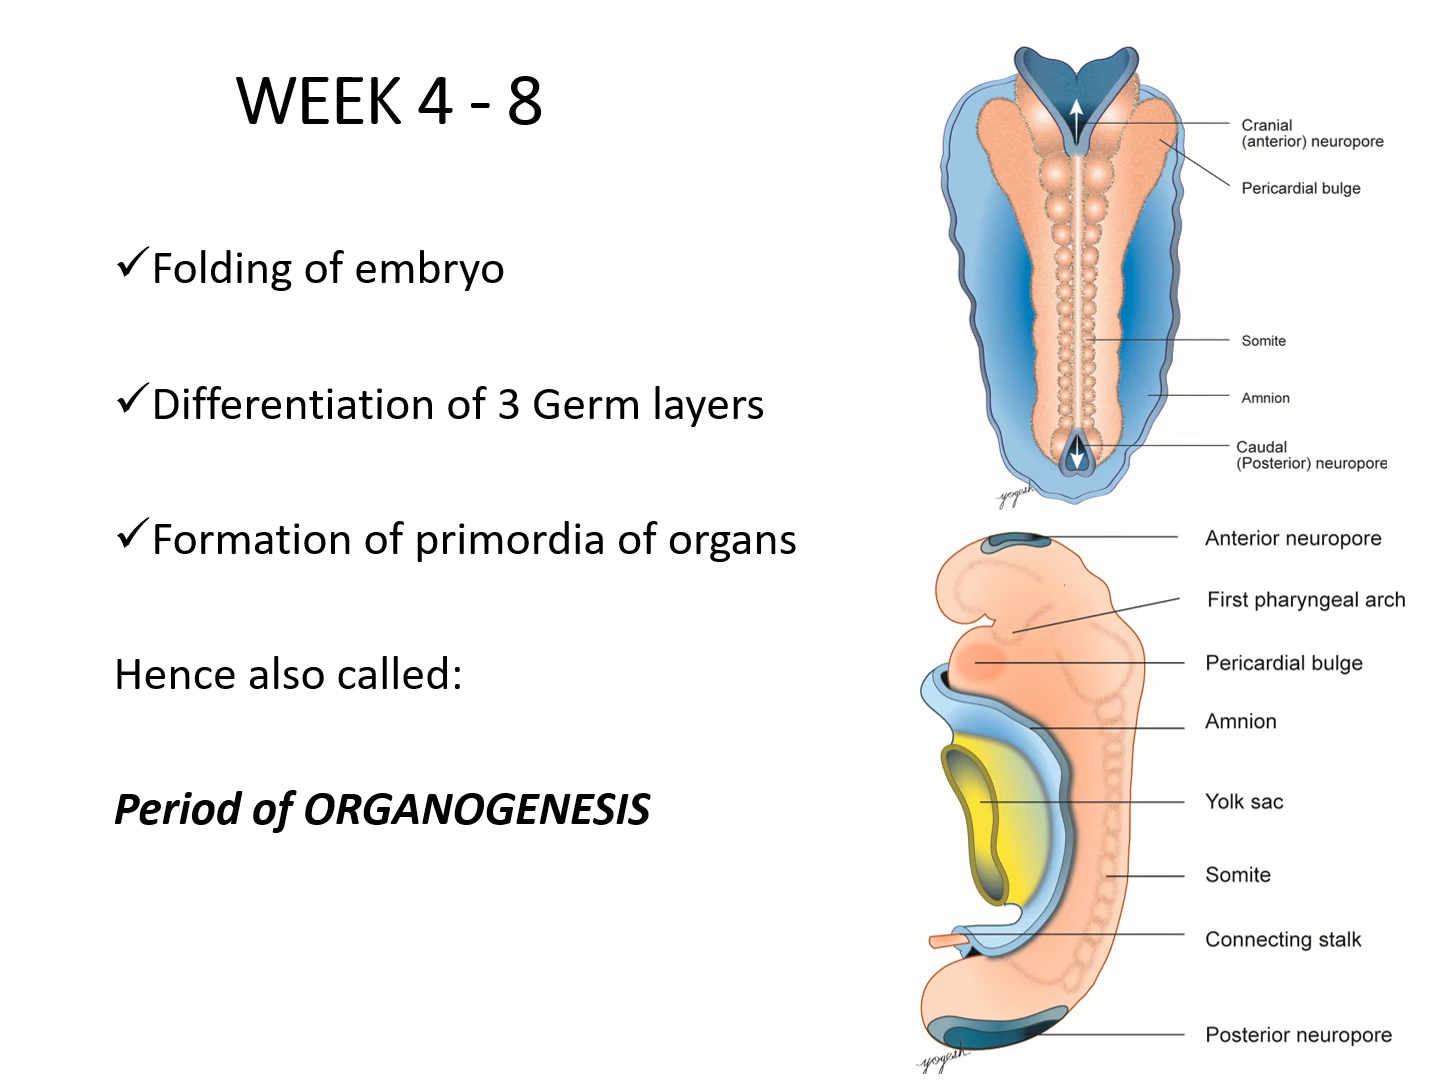 WEEK 4 - 8
✓Folding of embryo
✓Differentiation of 3 Germ layers
✓Formation of primordia of organs
Hence also called:
Period of ORGANOGENESIS
Cranial
(anterior) neuropore
Pericardial bulge
Somite
Amnion
Caudal
(Posterior) neuropore
yogesh
Anterior neuropore
First pharyngeal arch
Pericardial bulge
Amnion
Yolk sac
Somite
Connecting stalk
Posterior neuropore
yogesh